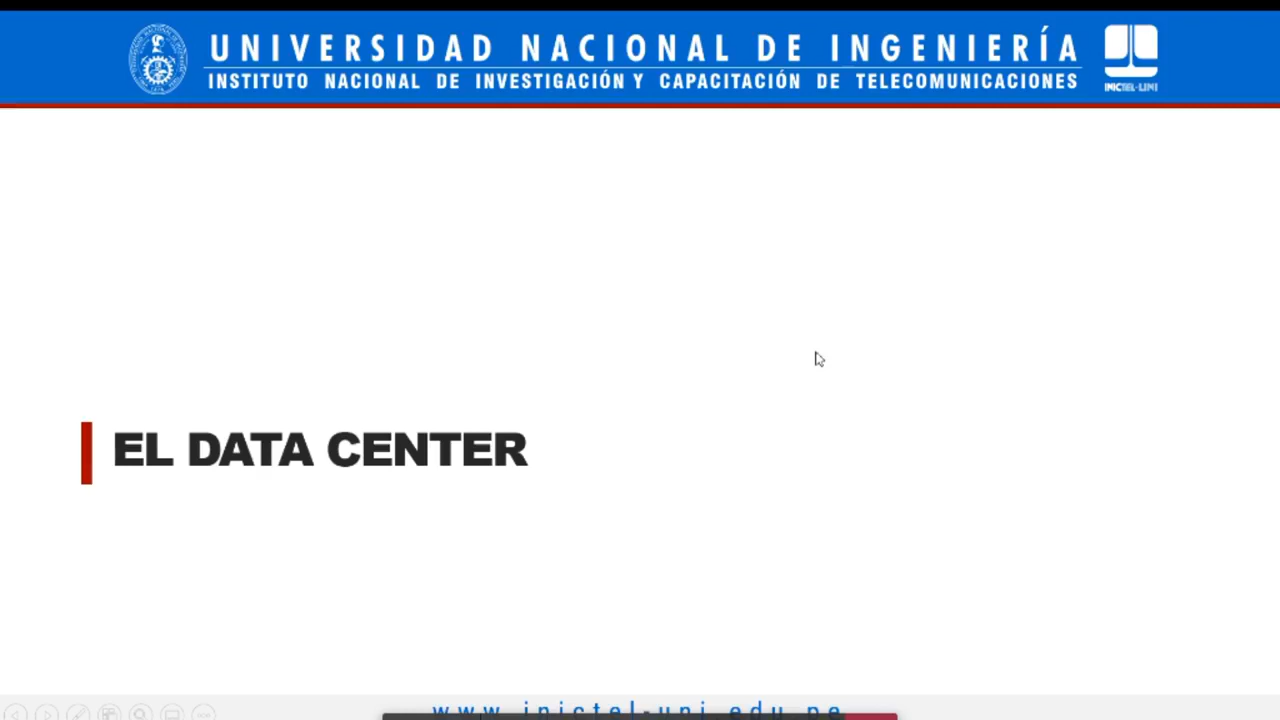 UNIVERSIDAD NACIONAL DE INGENIERÍA
INSTITUTO NACIONAL DE INVESTIGACIÓN Y CAPACITACIÓN DE TELECOMUNICACIONES
INICTEL-UNI
EL DATA CENTER
www.inictel-uni.edu.pe